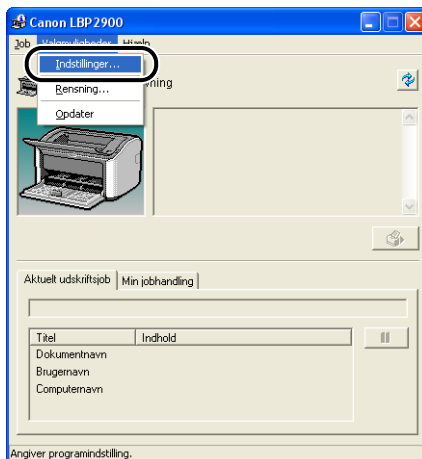 Canon LBP2900
Job Valgmuligheder Hjælp
Indstillinger...
Rensning...
Opdater
ning
Aktuelt udskriftsjob Min jobhandling
Titel Indhold
Dokumentnavn
Brugernavn
Computernavn
Angiver programindstilling.